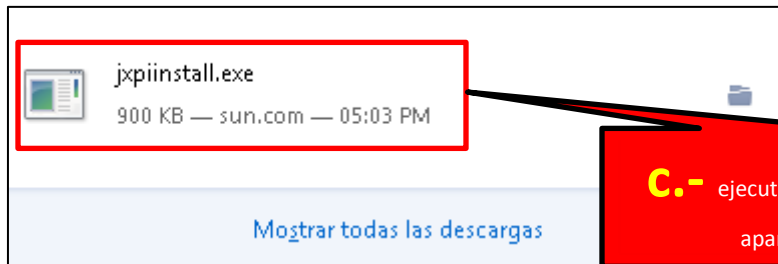 jxpiinstall.exe
900 KB — sun.com — 05:03 PM
c.-
Mostrar todas las descargas